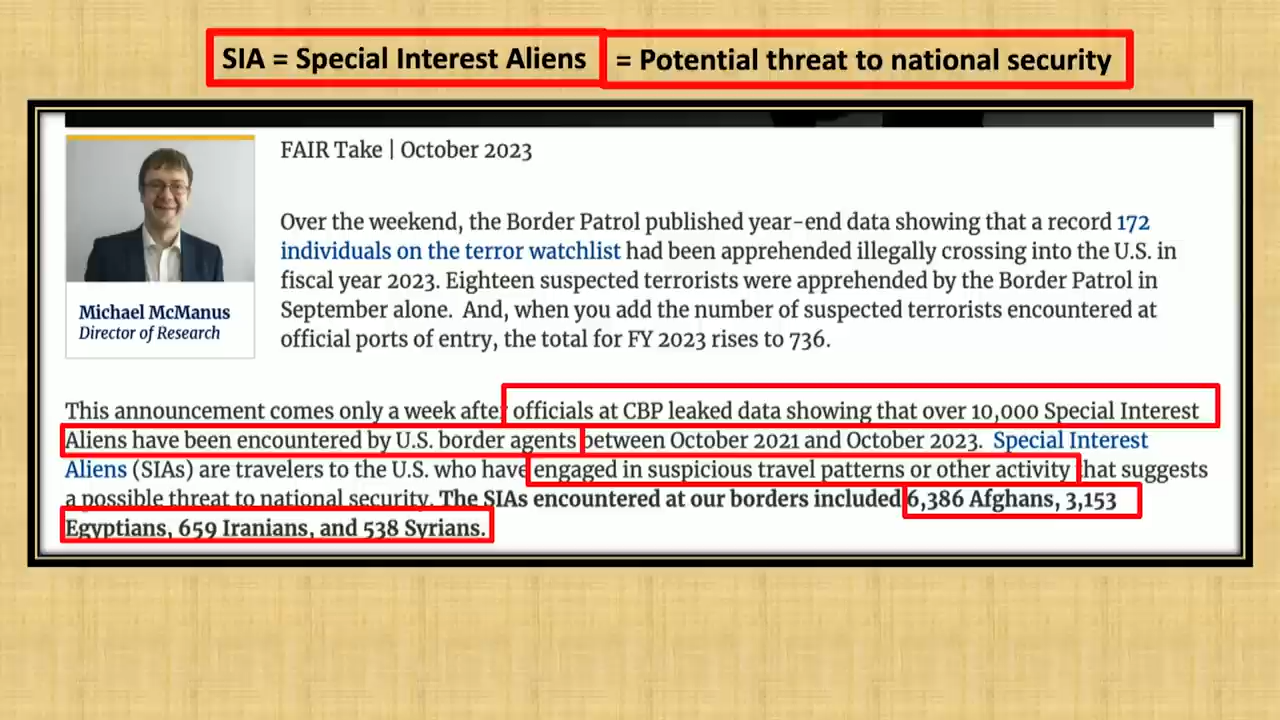 SIA = Special Interest Aliens = Potential threat to national security
FAIR Take | October 2023
Over the weekend, the Border Patrol published year-end data showing that a record 172
individuals on the terror watchlist had been apprehended illegally crossing into the U.S. in
fiscal year 2023. Eighteen suspected terrorists were apprehended by the Border Patrol in
September alone. And, when you add the number of suspected terrorists encountered at
official ports of entry, the total for FY 2023 rises to 736.
Michael McManus
Director of Research
This announcement comes only a week after officials at CBP leaked data showing that over 10,000 Special Interest
Aliens have been encountered by U.S. border agents between October 2021 and October 2023. Special Interest
Aliens (SIAs) are travelers to the U.S. who have engaged in suspicious travel patterns or other activity that suggests
a possible threat to national security. The SIAs encountered at our borders included 6,386 Afghans, 3,153
Egyptians, 659 Iranians, and 538 Syrians.